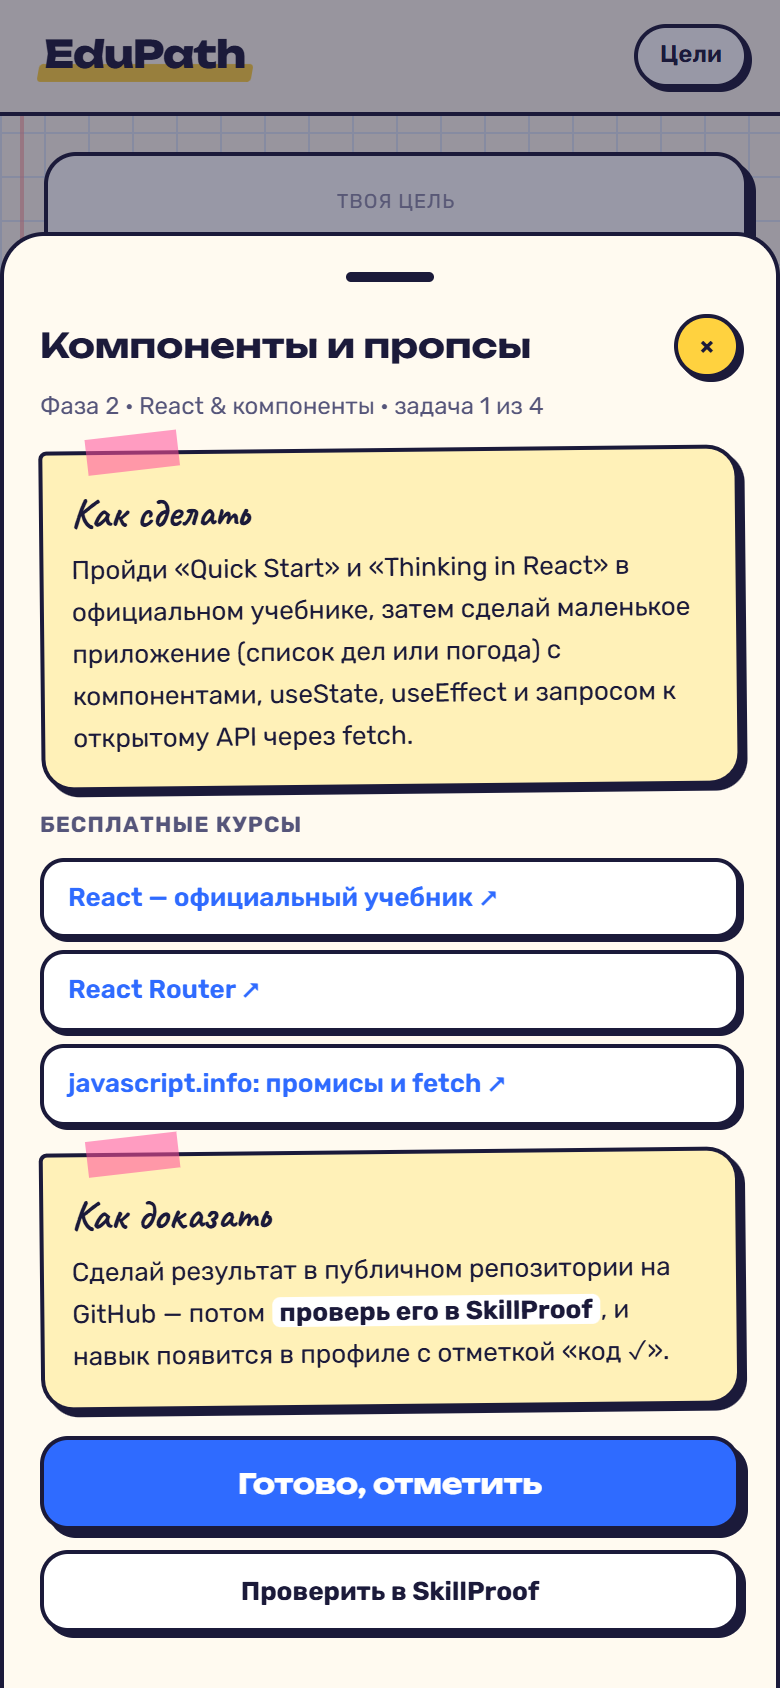 EduPath
Цели
ТВОЯ ЦЕЛЬ
Компоненты и пропсы
×
Фаза 2 • React & компоненты • задача 1 из 4
Как сделать
Пройди «Quick Start» и «Thinking in React» в
официальном учебнике, затем сделай маленькое
приложение (список дел или погода) с
компонентами, useState, useEffect и запросом к
открытому API через fetch.
БЕСПЛАТНЫЕ КУРСЫ
React — официальный учебник ↗
React Router ↗
javascript.info: промисы и fetch ↗
Как доказать
Сделай результат в публичном репозитории на
GitHub — потом проверь его в SkillProof, и
навык появится в профиле с отметкой «код ✓».
Готово, отметить
Проверить в SkillProof